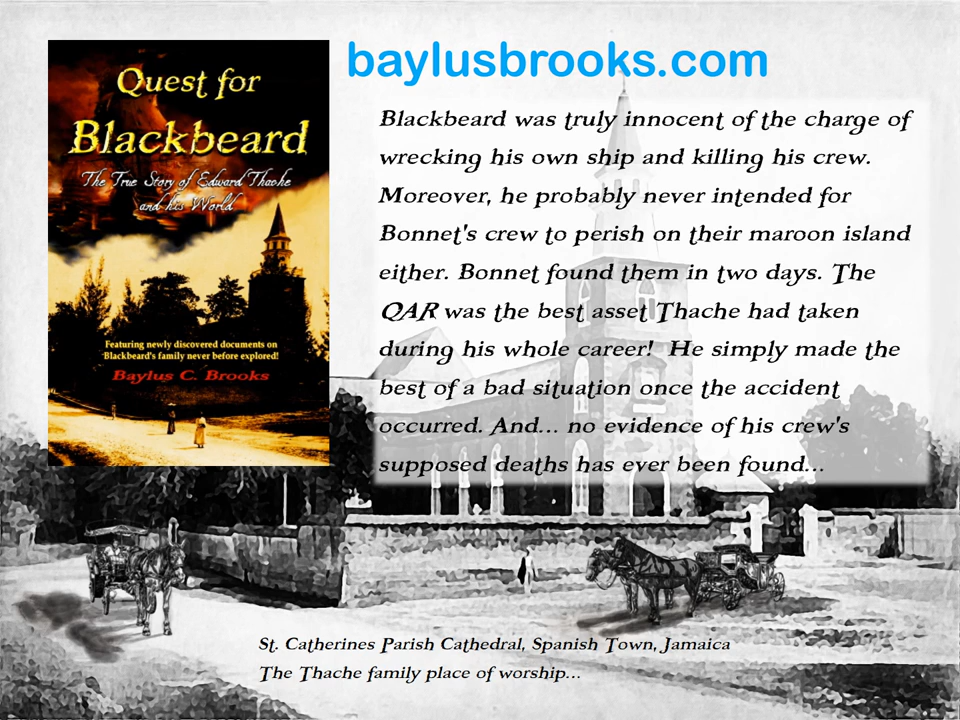 baylusbrooks.com
Quest for
Blackbeard
The True Story of Edward Thache
and his World
Featuring newly discovered documents on
Blackbeard's family never before explored!
Baylus C. Brooks
Blackbeard was truly innocent of the charge of
wrecking his own ship and killing his crew.
Moreover, he probably never intended for
Bonnet's crew to perish on their maroon island
either. Bonnet found them in two days. The
QAR was the best asset Thache had taken
during his whole career! He simply made the
best of a bad situation once the accident
occurred. And... no evidence of his crew's
supposed deaths has ever been found...
St. Catherines Parish Cathedral, Spanish Town, Jamaica
The Thache family place of worship...